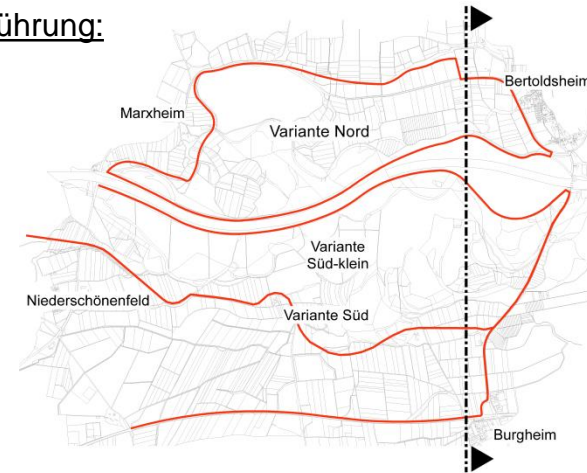 ührung:
Bertoldsheim
Marxheim
Variante Nord
Variante
Süd-klein
Niederschönenfeld
Variante Süd
Burgheim